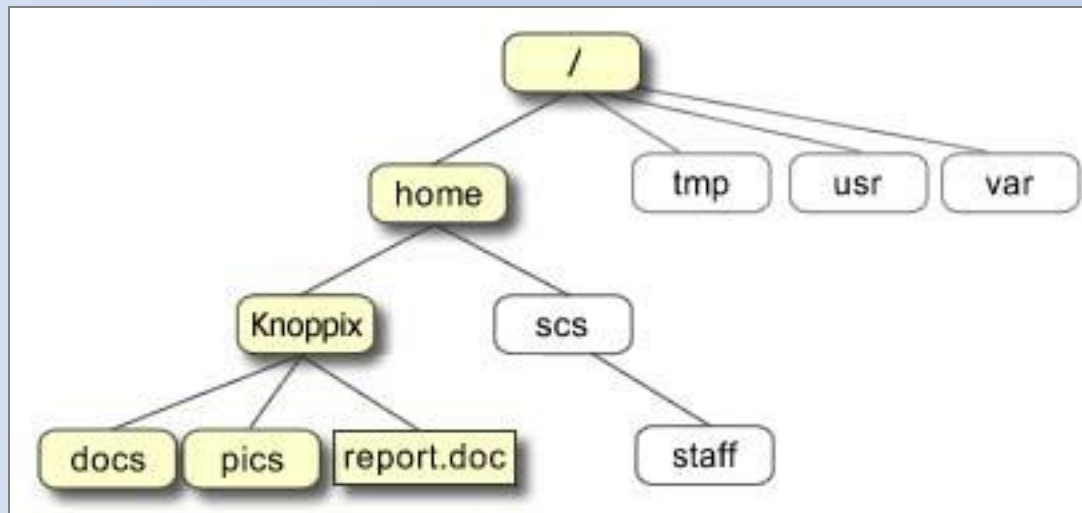 /
home
tmp
usr
var
Knoppix
scs
docs
pics
report.doc
staff